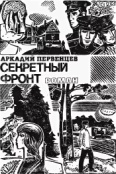 АРКАДИЙ ПЕРВЕНЦЕВ
СЕКРЕТНЫЙ
ФРОНТ РОМАН